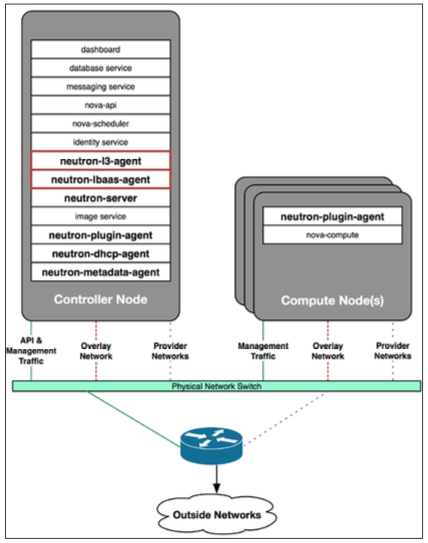 dashboard
database service
messaging service
nova-api
nova-scheduler
identity service
neutron-l3-agent
neutron-lbaas-agent
neutron-server
image service
neutron-plugin-agent
neutron-dhcp-agent
neutron-metadata-agent
Controller Node
neutron-plugin-agent
nova-compute
Compute Node(s)
API &
Management
Traffic
Overlay
Network
Provider
Networks
Management
Traffic
Overlay
Network
Provider
Networks
Physical Network Switch
Outside Networks